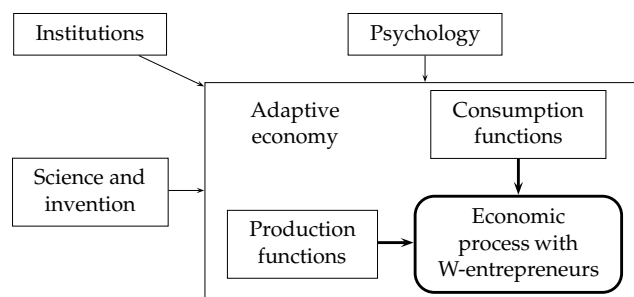 Institutions
Psychology
Adaptive
economy
Consumption
functions
Science and
invention
Production
functions
Economic
process with
W-entrepreneurs